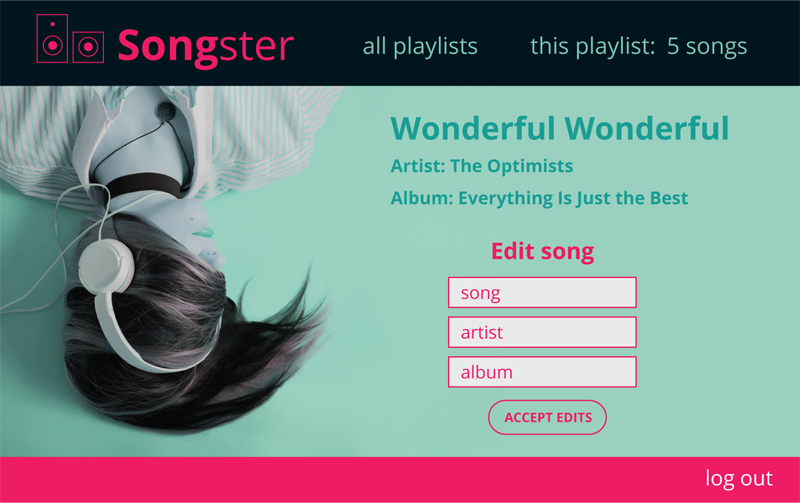 Songster
all playlists
this playlist: 5 songs
Wonderful Wonderful
Artist: The Optimists
Album: Everything Is Just the Best
Edit song
song
artist
album
ACCEPT EDITS
log out